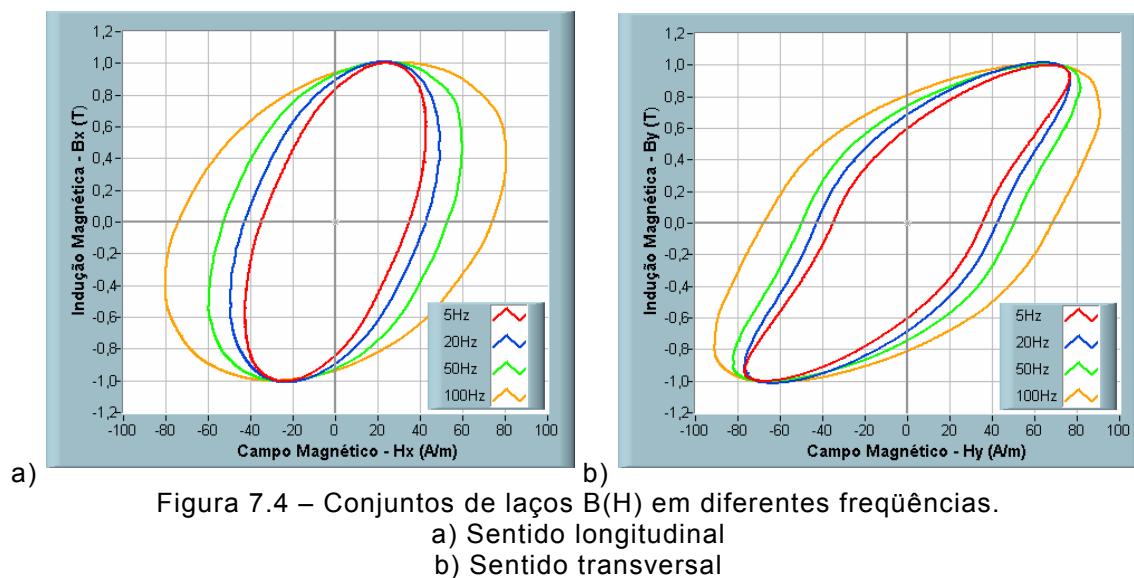 1,2
1,0
0,8
0,6
0,4
0,2
0,0
-0,2
-0,4
-0,6
-0,8
-1,0
-1,2
Indução Magnética - Bx (T)
-100 -80 -60 -40 -20 0 20 40 60 80 100
Campo Magnético - Hx (A/m)
5Hz
20Hz
50Hz
100Hz
a)
1,2
1,0
0,8
0,6
0,4
0,2
0,0
-0,2
-0,4
-0,6
-0,8
-1,0
-1,2
Indução Magnética - By (T)
-100 -80 -60 -40 -20 0 20 40 60 80 100
Campo Magnético - Hy (A/m)
5Hz
20Hz
50Hz
100Hz
b)
Figura 7.4 – Conjuntos de laços B(H) em diferentes freqüências.
a) Sentido longitudinal
b) Sentido transversal